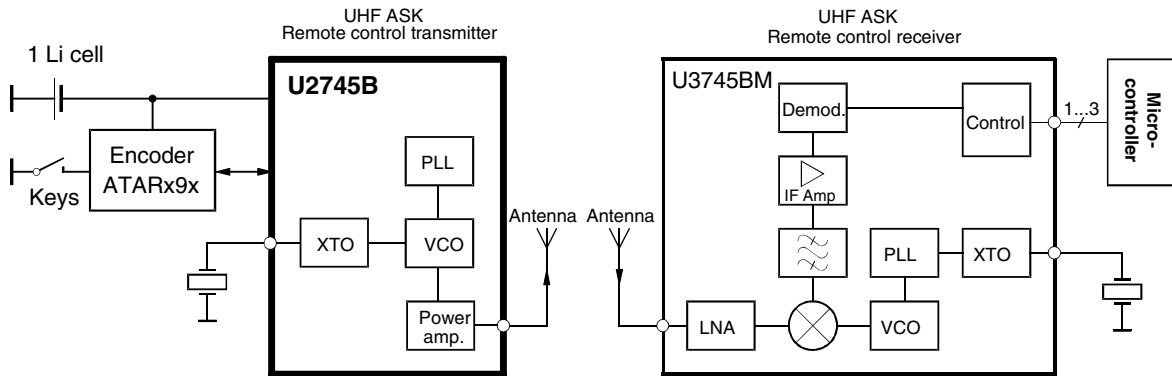 UHF ASK
Remote control transmitter
1 Li cell
U2745B
Encoder
ATARx9x
Keys
PLL
XTO
VCO
Power
amp.
Antenna
UHF ASK
Remote control receiver
U3745BM
Demod.
Control
1...3
Micro-
controller
IF Amp
Antenna
PLL
XTO
LNA
VCO